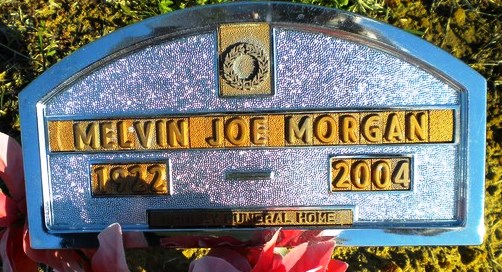 MELVIN JOE MORGAN
1922 — 2004
FUNERAL HOME